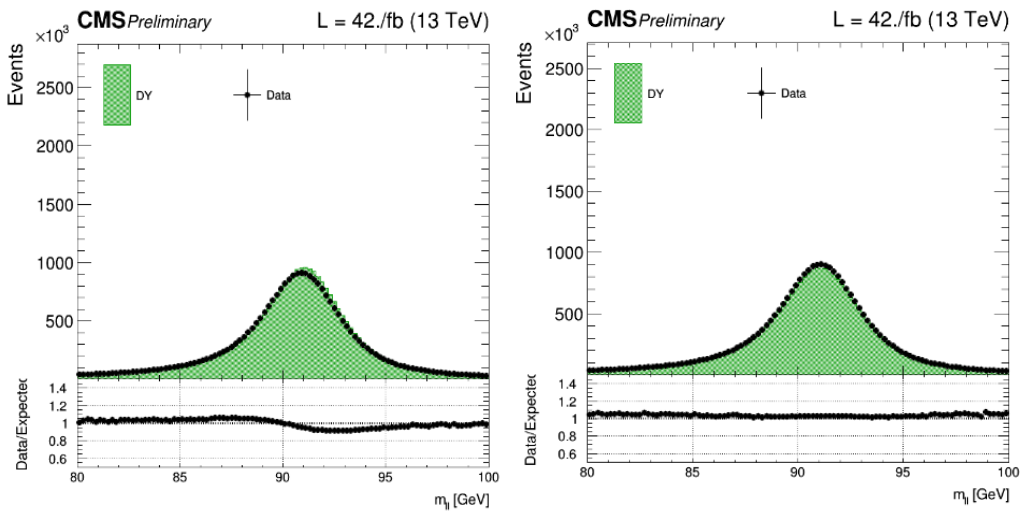 CMS Preliminary L = 42./fb (13 TeV)
×10³
Events
2500
2000
1500
1000
500
DY
Data
Data/Expected
1.4
1.2
1
0.8
0.6
80 85 90 95 100
m_ll [GeV]
CMS Preliminary L = 42./fb (13 TeV)
×10³
Events
2500
2000
1500
1000
500
DY
Data
Data/Expected
1.4
1.2
1
0.8
0.6
80 85 90 95 100
m_ll [GeV]